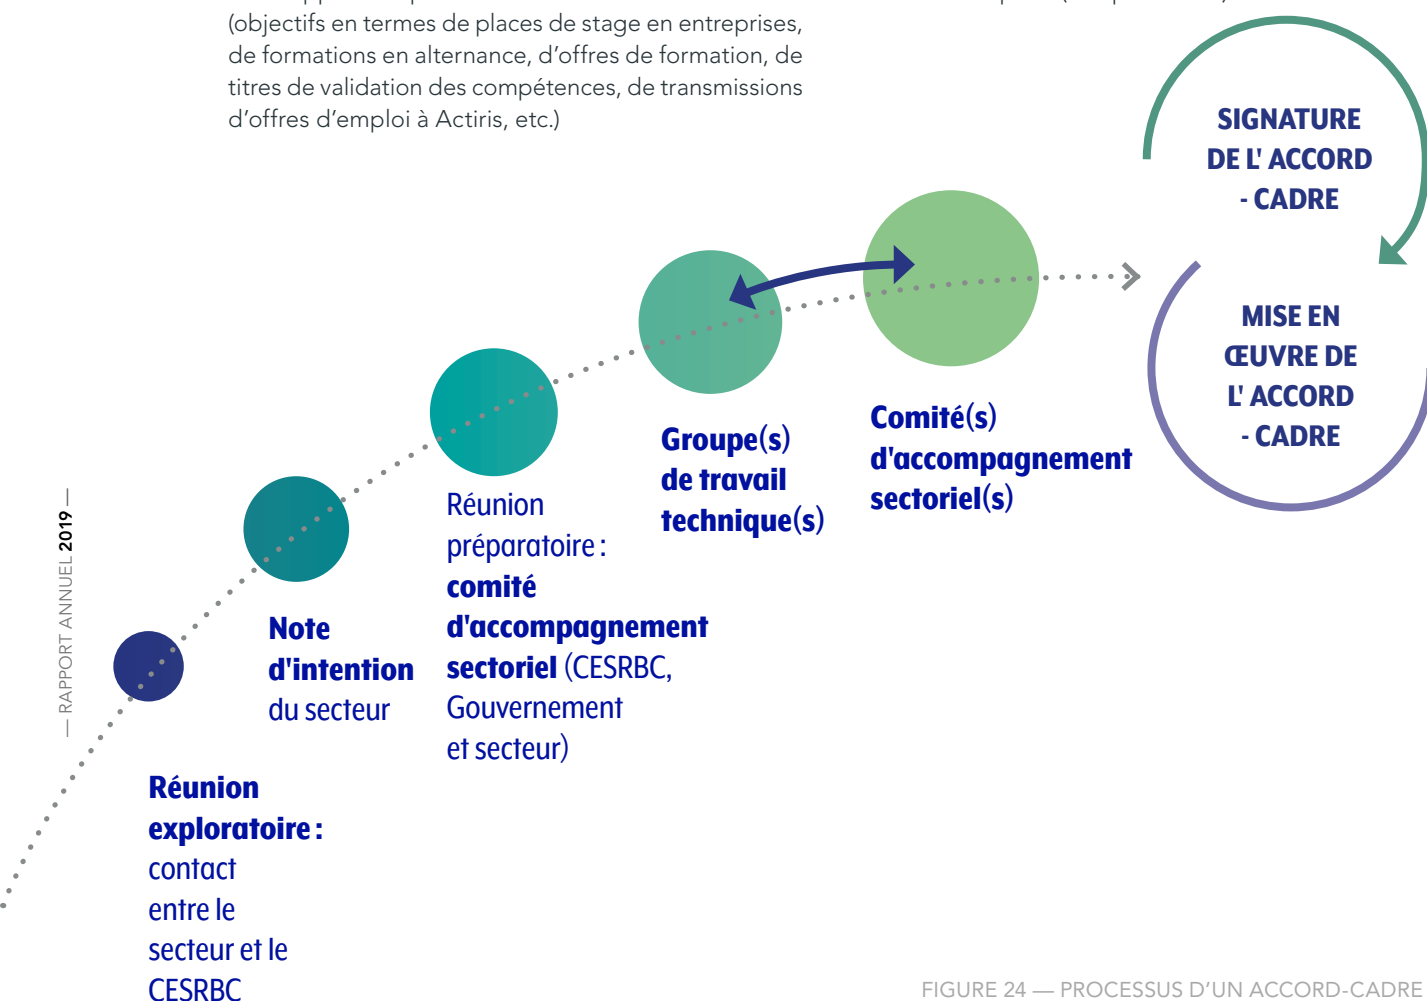 (objectifs en termes de places de stage en entreprises,
de formations en alternance, d’offres de formation, de
titres de validation des compétences, de transmissions
d’offres d’emploi à Actiris, etc.)
SIGNATURE
DE L' ACCORD
- CADRE
MISE EN
ŒUVRE DE
L' ACCORD
- CADRE
Comité(s)
d'accompagnement
sectoriel(s)
Groupe(s)
de travail
technique(s)
Réunion
préparatoire :
comité
d'accompagnement
sectoriel (CESRBC,
Gouvernement
et secteur)
Note
d'intention
du secteur
Réunion
exploratoire :
contact
entre le
secteur et le
CESRBC
— RAPPORT ANNUEL 2019 —
FIGURE 24 — PROCESSUS D’UN ACCORD-CADRE